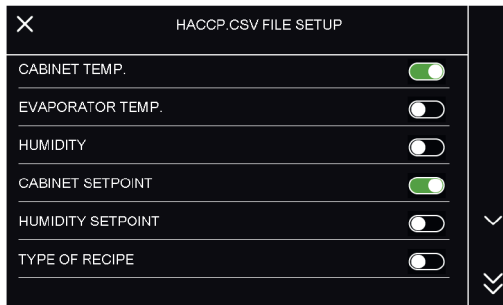 HACCP.CSV FILE SETUP
CABINET TEMP.
EVAPORATOR TEMP.
HUMIDITY
CABINET SETPOINT
HUMIDITY SETPOINT
TYPE OF RECIPE